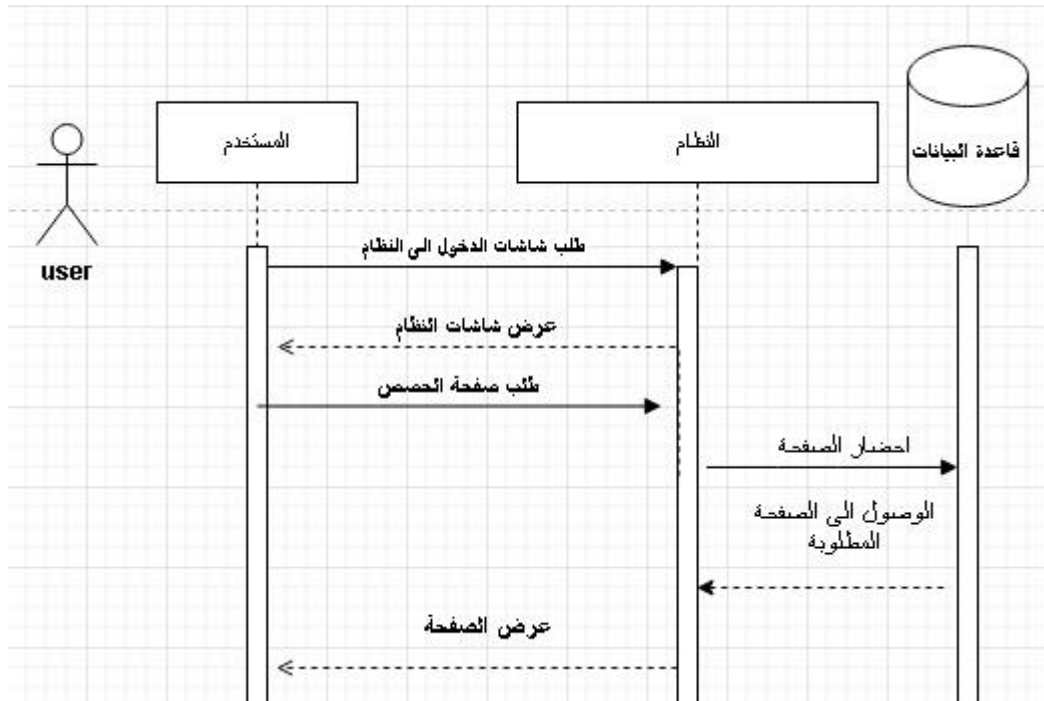 المستخدم
النظام
قاعدة البيانات
user
طلب شاشات الدخول الى النظام
عرض شاشات النظام
طلب صفحة الحصص
احضار الصفحة
الوصول الى الصفحة
المطلوبة
عرض الصفحة